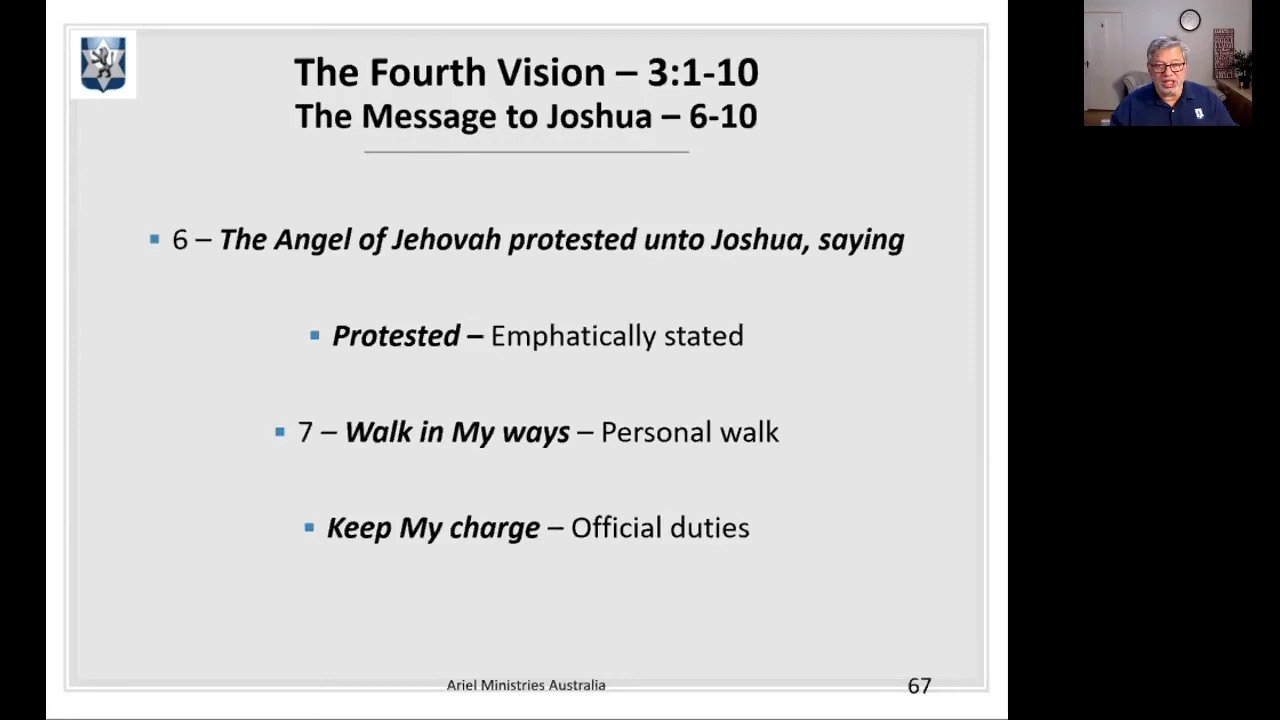 The Fourth Vision – 3:1-10
The Message to Joshua – 6-10
▪ 6 – The Angel of Jehovah protested unto Joshua, saying
▪ Protested – Emphatically stated
▪ 7 – Walk in My ways – Personal walk
▪ Keep My charge – Official duties
Ariel Ministries Australia
67